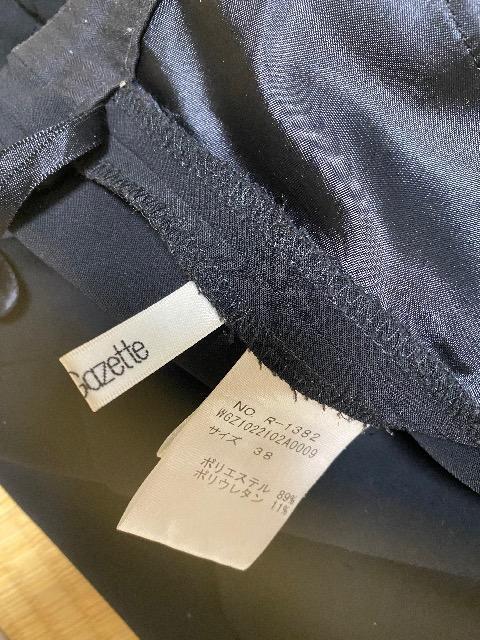 Gazette
NO R-1382
WGZ1022102A0009
サイズ 38
ポリエステル 89%
ポリウレタン 11%